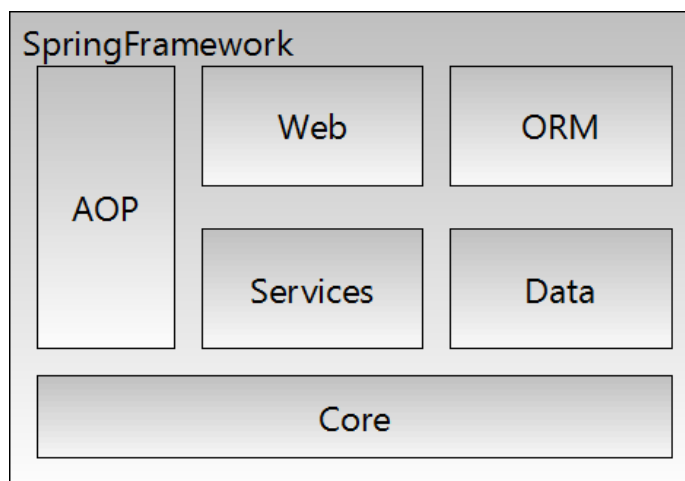 SpringFramework
AOP
Web
ORM
Services
Data
Core